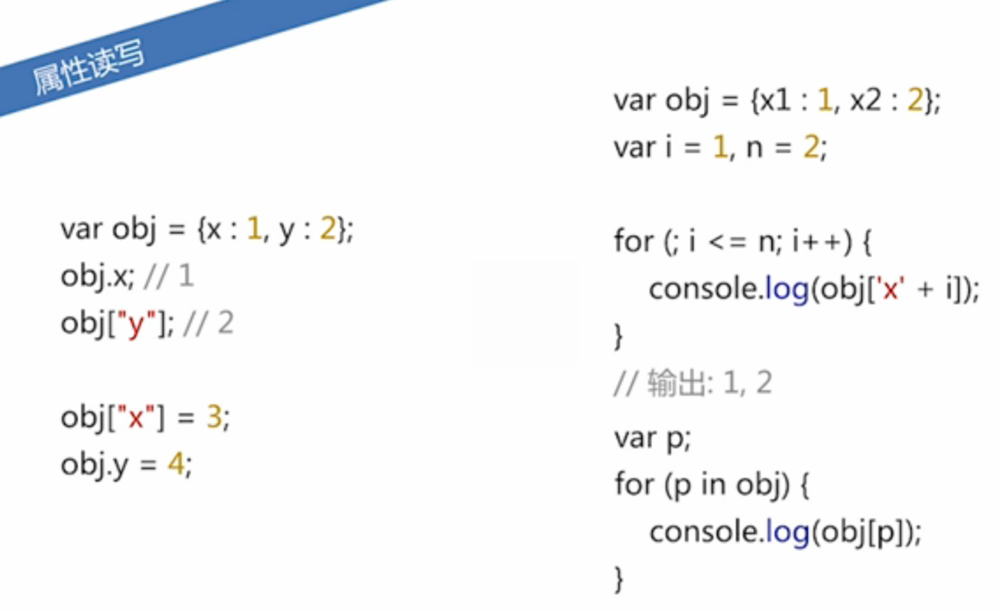 属性读写
var obj = {x : 1, y : 2};
obj.x; // 1
obj["y"]; // 2
obj["x"] = 3;
obj.y = 4;
var obj = {x1 : 1, x2 : 2};
var i = 1, n = 2;
for (; i <= n; i++) {
console.log(obj['x' + i]);
}
// 输出: 1, 2
var p;
for (p in obj) {
console.log(obj[p]);
}